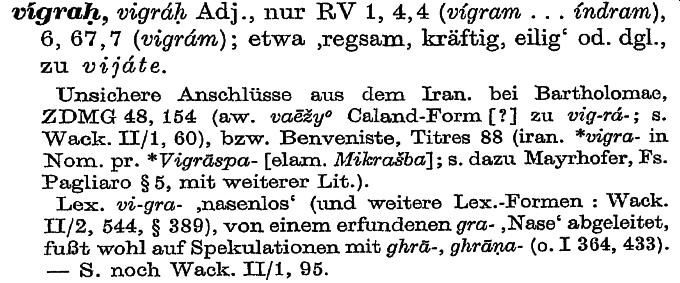 vígraḥ, vigráḥ Adj., nur RV 1, 4, 4 (vígram . . . índram),
6, 67, 7 (vigrám); etwa ‚regsam, kräftig, eilig‘ od. dgl.,
zu vijáte.
Unsichere Anschlüsse aus dem Iran. bei Bartholomae,
ZDMG 48, 154 (aw. vaēžyº Caland-Form [?] zu vig-rá-; s.
Wack. II/1, 60), bzw. Benveniste, Titres 88 (iran. *vigra- in
Nom. pr. *Vigrāspa- [elam. Mikrašba]; s. dazu Mayrhofer, Fs.
Pagliaro § 5, mit weiterer Lit.).
Lex. vi-gra- ‚nasenlos‘ (und weitere Lex.-Formen : Wack.
II/2, 544, § 389), von einem erfundenen gra- ‚Nase‘ abgeleitet,
fußt wohl auf Spekulationen mit ghrā-, ghrāṇa- (o. I 364, 433).
— S. noch Wack. II/1, 95.